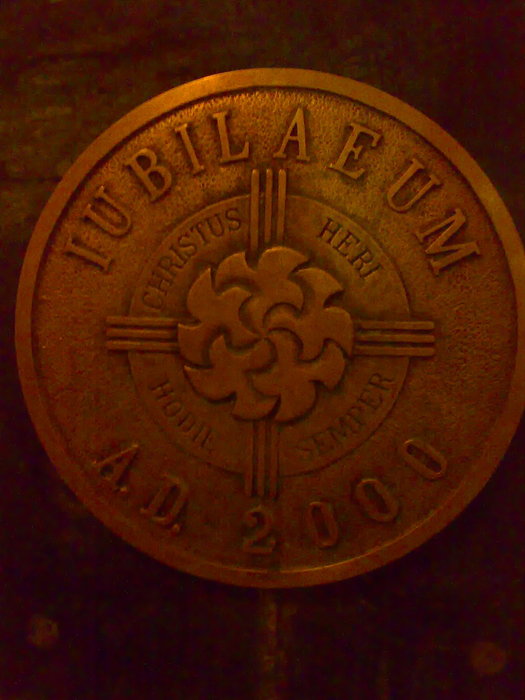 IUBILAEUM
CHRISTUS HERI
HODIE SEMPER
A.D. 2000